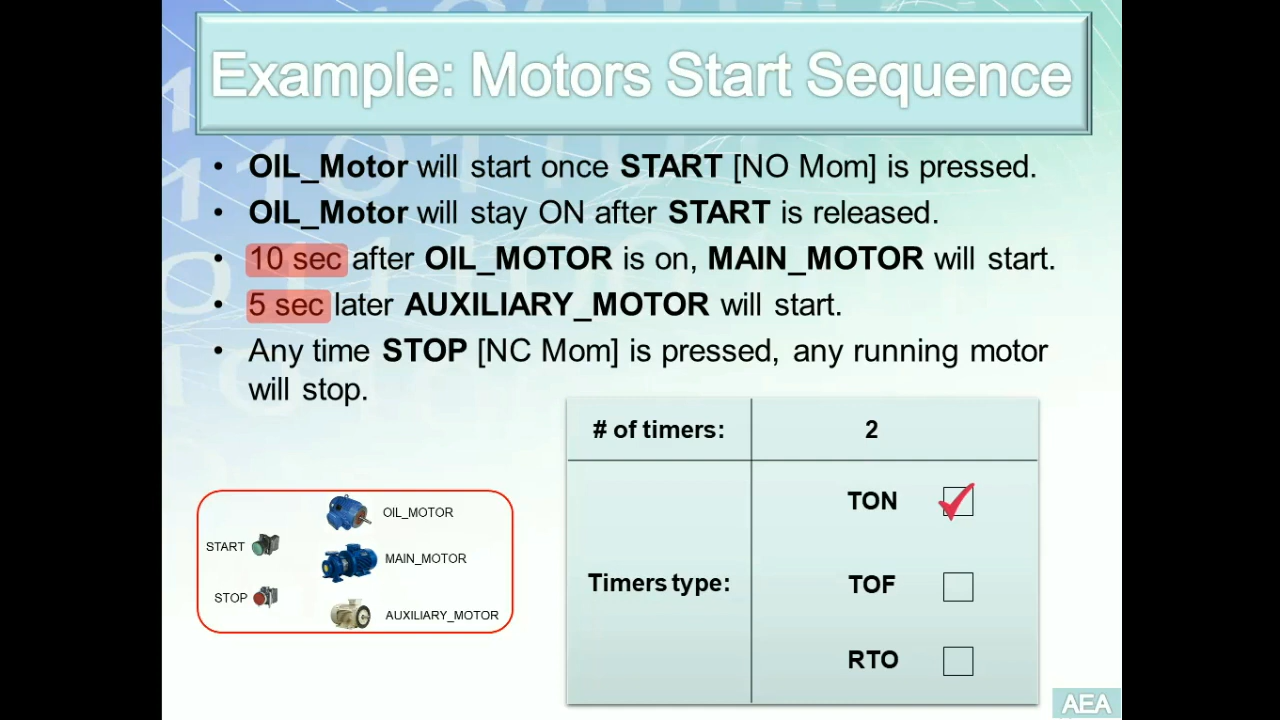 Example: Motors Start Sequence
• OIL_Motor will start once START [NO Mom] is pressed.
• OIL_Motor will stay ON after START is released.
• 10 sec after OIL_MOTOR is on, MAIN_MOTOR will start.
• 5 sec later AUXILIARY_MOTOR will start.
• Any time STOP [NC Mom] is pressed, any running motor
will stop.
# of timers: 2
Timers type:
TON
TOF
RTO
OIL_MOTOR
START
MAIN_MOTOR
STOP
AUXILIARY_MOTOR
AEA